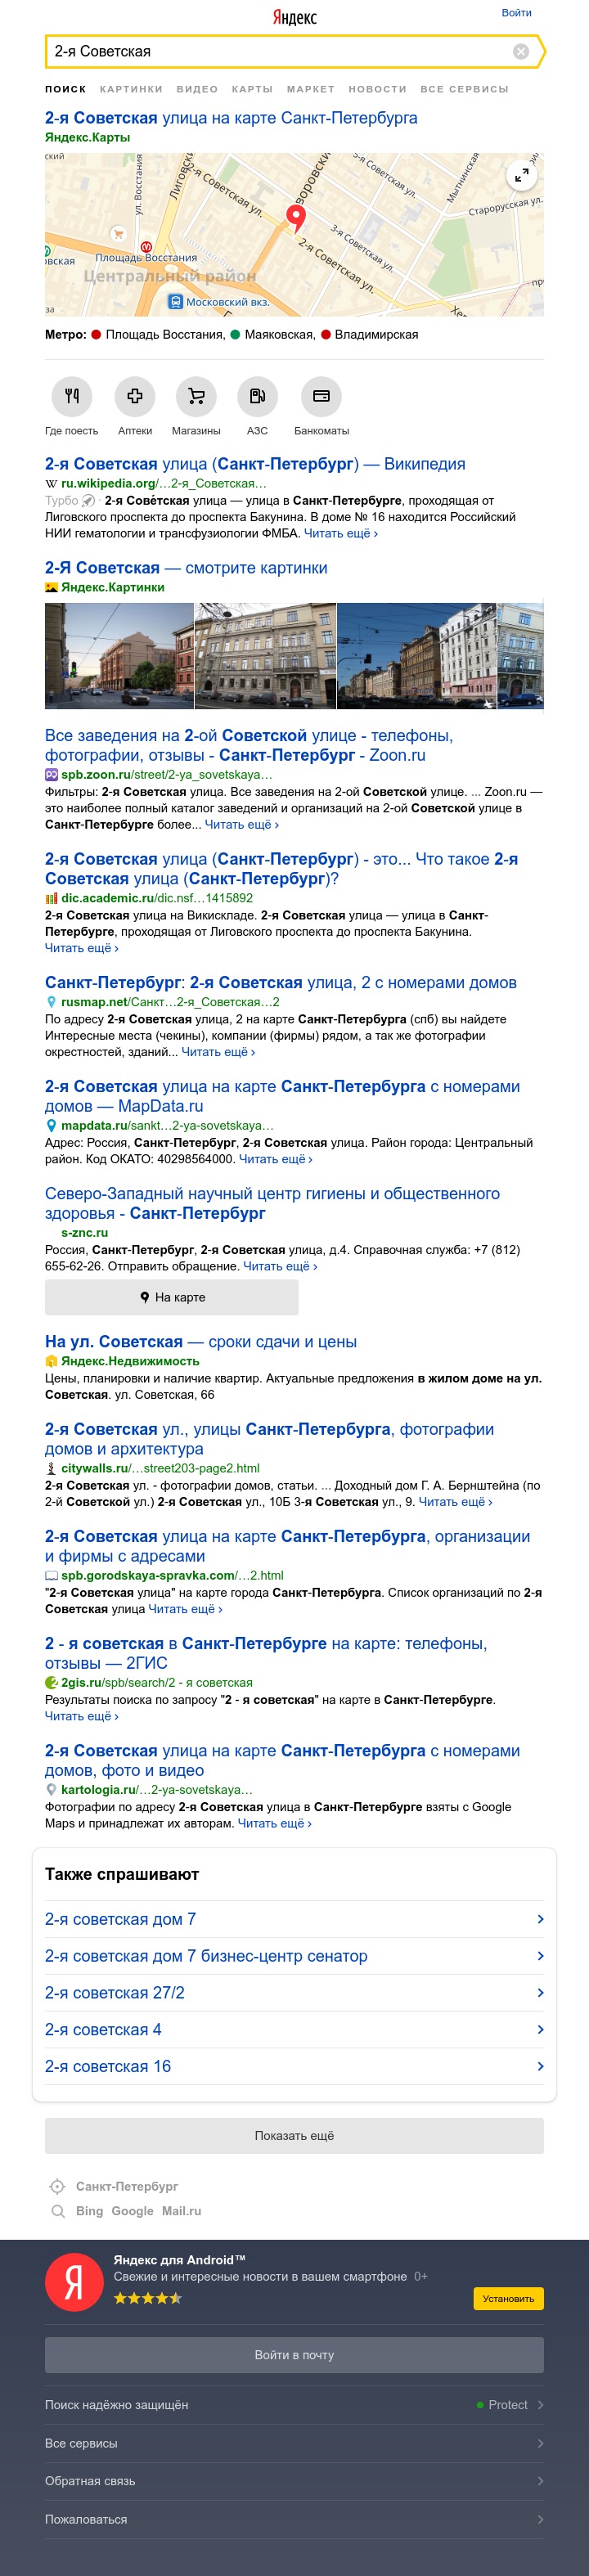 Яндекс
Войти
2-я Советская
ПОИСК КАРТИНКИ ВИДЕО КАРТЫ МАРКЕТ НОВОСТИ ВСЕ СЕРВИСЫ
2-я Советская улица на карте Санкт-Петербурга
Яндекс.Карты
ский
ул. Восстания
2-я Советская ул.
5-я Советская ул.
Мытнинская
Старорусская ул.
3-я Советская ул.
2-я Советская ул.
Площадь Восстания
Центральный район
Московский вкз.
Метро: Площадь Восстания, Маяковская, Владимирская
Где поесть Аптеки Магазины АЗС Банкоматы
2-я Советская улица (Санкт-Петербург) — Википедия
ru.wikipedia.org/…2-я_Советская…
Турбо · 2-я Сове́тская улица — улица в Санкт-Петербурге, проходящая от
Лиговского проспекта до проспекта Бакунина. В доме № 16 находится Российский
НИИ гематологии и трансфузиологии ФМБА. Читать ещё ›
2-Я Советская — смотрите картинки
Яндекс.Картинки
Все заведения на 2-ой Советской улице - телефоны,
фотографии, отзывы - Санкт-Петербург - Zoon.ru
spb.zoon.ru/street/2-ya_sovetskaya…
Фильтры: 2-я Советская улица. Все заведения на 2-ой Советской улице. ... Zoon.ru —
это наиболее полный каталог заведений и организаций на 2-ой Советской улице в
Санкт-Петербурге более... Читать ещё ›
2-я Советская улица (Санкт-Петербург) - это... Что такое 2-я
Советская улица (Санкт-Петербург)?
dic.academic.ru/dic.nsf…1415892
2-я Советская улица на Викискладе. 2-я Советская улица — улица в Санкт-
Петербурге, проходящая от Лиговского проспекта до проспекта Бакунина.
Читать ещё ›
Санкт-Петербург: 2-я Советская улица, 2 с номерами домов
rusmap.net/Санкт…2-я_Советская…2
По адресу 2-я Советская улица, 2 на карте Санкт-Петербурга (спб) вы найдете
Интересные места (чекины), компании (фирмы) рядом, а так же фотографии
окрестностей, зданий... Читать ещё ›
2-я Советская улица на карте Санкт-Петербурга с номерами
домов — MapData.ru
mapdata.ru/sankt…2-ya-sovetskaya…
Адрес: Россия, Санкт-Петербург, 2-я Советская улица. Район города: Центральный
район. Код ОКАТО: 40298564000. Читать ещё ›
Северо-Западный научный центр гигиены и общественного
здоровья - Санкт-Петербург
s-znc.ru
Россия, Санкт-Петербург, 2-я Советская улица, д.4. Справочная служба: +7 (812)
655-62-26. Отправить обращение. Читать ещё ›
На карте
На ул. Советская — сроки сдачи и цены
Яндекс.Недвижимость
Цены, планировки и наличие квартир. Актуальные предложения в жилом доме на ул.
Советская. ул. Советская, 66
2-я Советская ул., улицы Санкт-Петербурга, фотографии
домов и архитектура
citywalls.ru/…street203-page2.html
2-я Советская ул. - фотографии домов, статьи. ... Доходный дом Г. А. Бернштейна (по
2-й Советской ул.) 2-я Советская ул., 10Б 3-я Советская ул., 9. Читать ещё ›
2-я Советская улица на карте Санкт-Петербурга, организации
и фирмы с адресами
spb.gorodskaya-spravka.com/…2.html
"2-я Советская улица" на карте города Санкт-Петербурга. Список организаций по 2-я
Советская улица Читать ещё ›
2 - я советская в Санкт-Петербурге на карте: телефоны,
отзывы — 2ГИС
2gis.ru/spb/search/2 - я советская
Результаты поиска по запросу "2 - я советская" на карте в Санкт-Петербурге.
Читать ещё ›
2-я Советская улица на карте Санкт-Петербурга с номерами
домов, фото и видео
kartologia.ru/…2-ya-sovetskaya…
Фотографии по адресу 2-я Советская улица в Санкт-Петербурге взяты с Google
Maps и принадлежат их авторам. Читать ещё ›
Также спрашивают
2-я советская дом 7
2-я советская дом 7 бизнес-центр сенатор
2-я советская 27/2
2-я советская 4
2-я советская 16
Показать ещё
Санкт-Петербург
Bing Google Mail.ru
Яндекс для Android™
Свежие и интересные новости в вашем смартфоне 0+
Установить
Войти в почту
Поиск надёжно защищён Protect
Все сервисы
Обратная связь
Пожаловаться